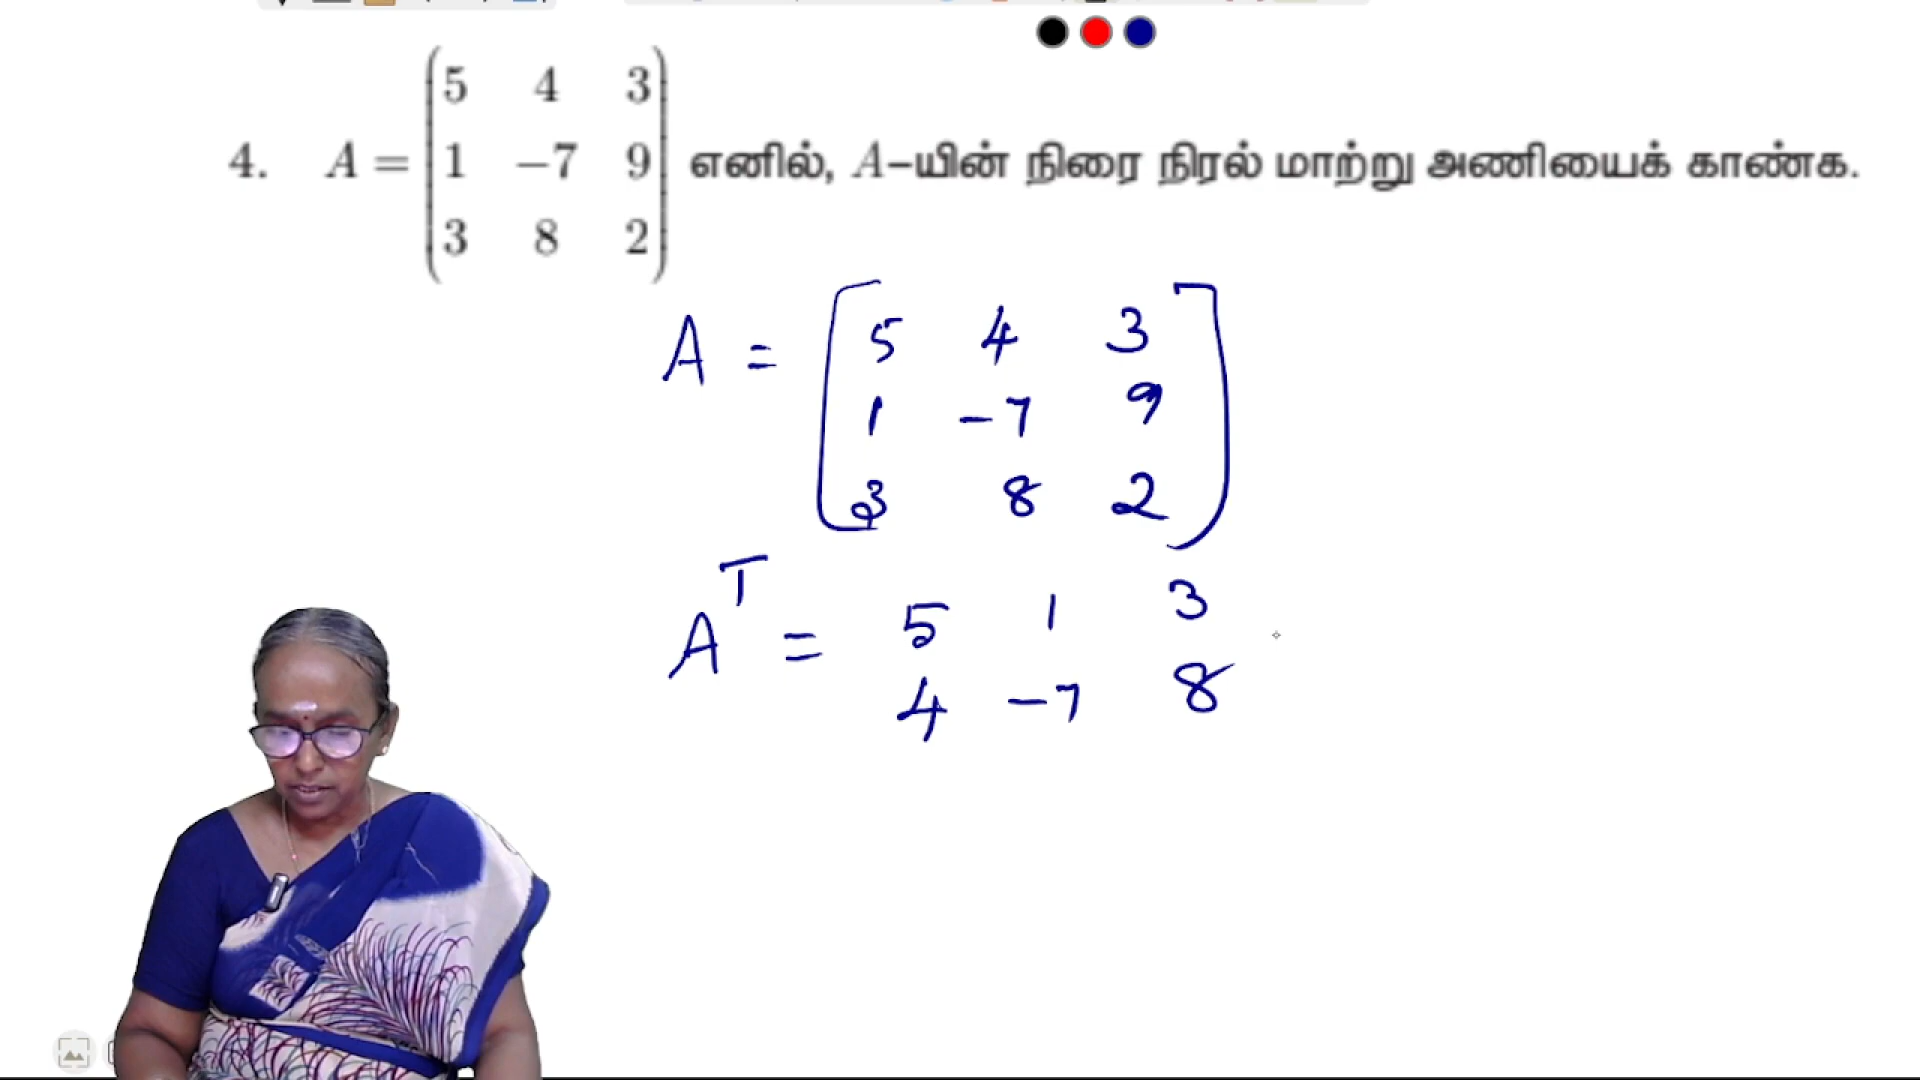 5 4 3
4. A = 1 −7 9 எனில், A–யின் நிரை நிரல் மாற்று அணியைக் காண்க.
3 8 2
A = 5 4 3
1 −7 9
3 8 2
A^T = 5 1 3
4 −7 8